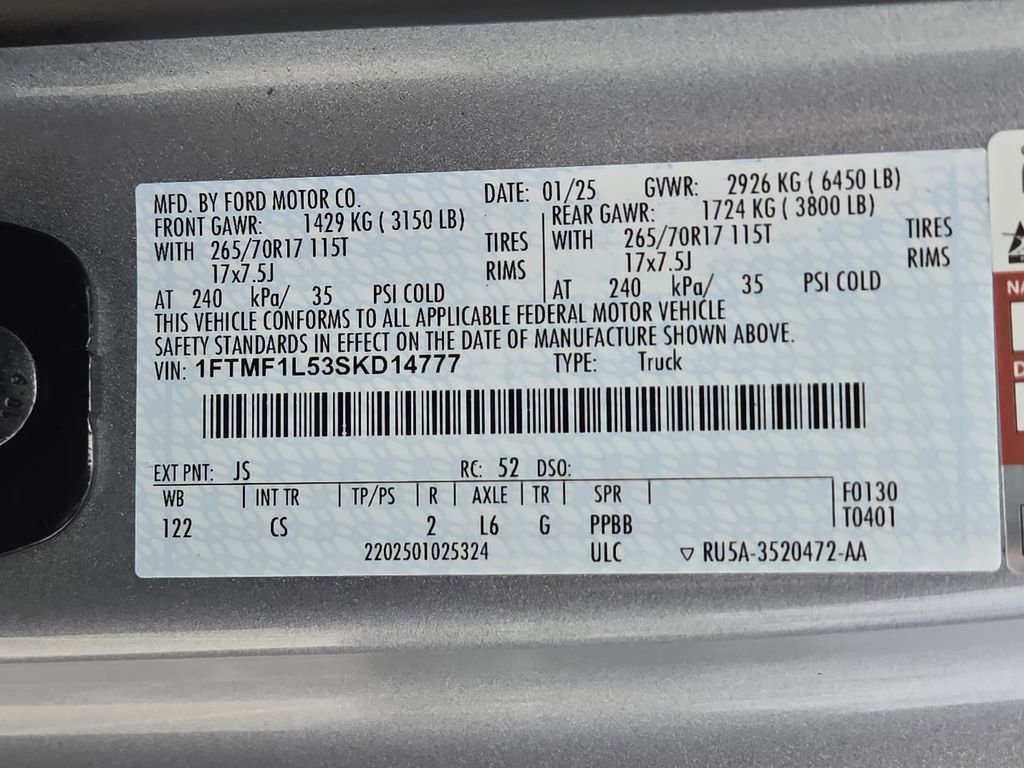 MFD. BY FORD MOTOR CO. DATE: 01/25 GVWR: 2926 KG ( 6450 LB)
FRONT GAWR: 1429 KG ( 3150 LB) REAR GAWR: 1724 KG ( 3800 LB)
WITH 265/70R17 115T TIRES WITH 265/70R17 115T TIRES
17x7.5J RIMS 17x7.5J RIMS
AT 240 kPa/ 35 PSI COLD AT 240 kPa/ 35 PSI COLD
THIS VEHICLE CONFORMS TO ALL APPLICABLE FEDERAL MOTOR VEHICLE
SAFETY STANDARDS IN EFFECT ON THE DATE OF MANUFACTURE SHOWN ABOVE.
VIN: 1FTMF1L53SKD14777 TYPE: Truck
EXT PNT: JS RC: 52 DSO:
WB INT TR TP/PS R AXLE TR SPR F0130
122 CS 2 L6 G PPBB T0401
2202501025324 ULC ▽ RU5A-3520472-AA